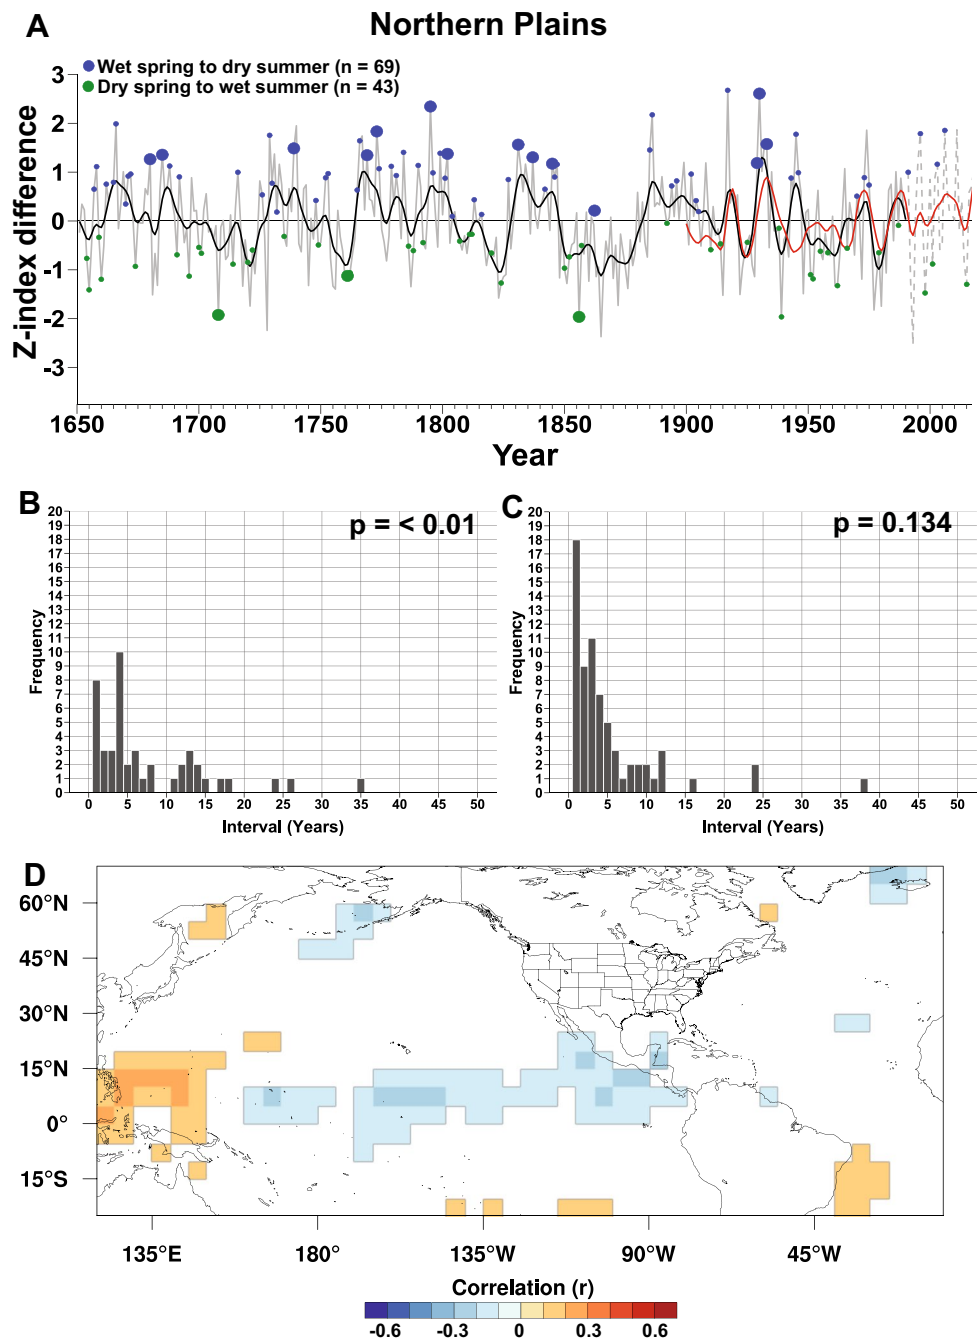 A
Northern Plains
Wet spring to dry summer (n = 69)
Dry spring to wet summer (n = 43)
Z-index difference
3
2
1
0
-1
-2
-3
1650 1700 1750 1800 1850 1900 1950 2000
Year
B
p = < 0.01
Frequency
20
19
18
17
16
15
14
13
12
11
10
9
8
7
6
5
4
3
2
1
0
0 5 10 15 20 25 30 35 40 45 50
Interval (Years)
C
p = 0.134
Frequency
20
19
18
17
16
15
14
13
12
11
10
9
8
7
6
5
4
3
2
1
0
0 5 10 15 20 25 30 35 40 45 50
Interval (Years)
D
60°N
45°N
30°N
15°N
0°
15°S
135°E 180° 135°W 90°W 45°W
Correlation (r)
-0.6 -0.3 0 0.3 0.6